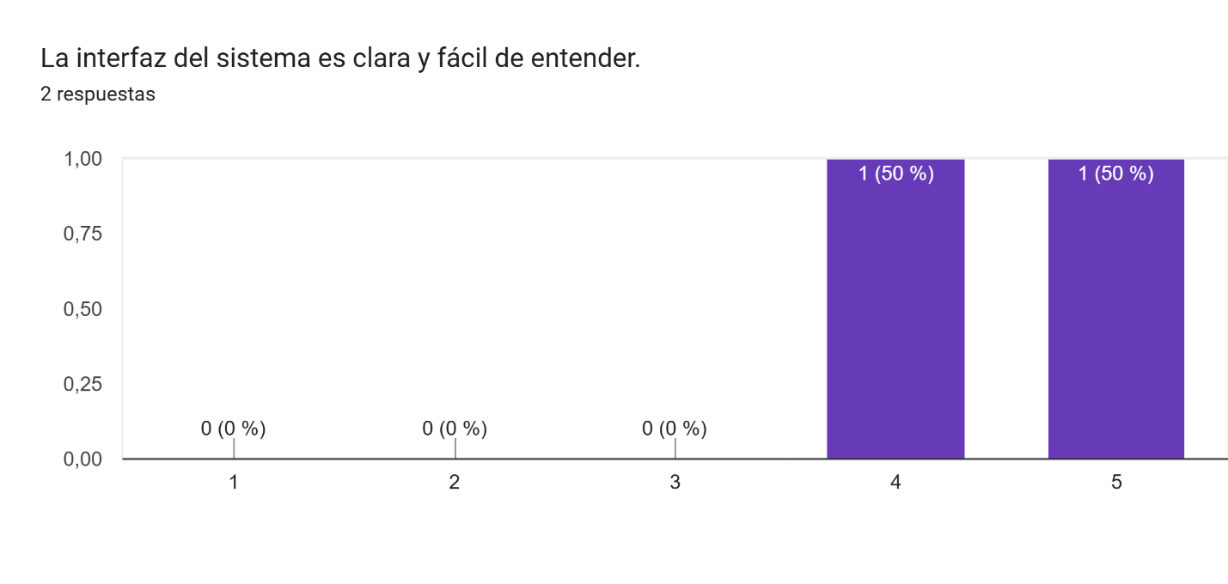 La interfaz del sistema es clara y fácil de entender.
2 respuestas
1,00
0,75
0,50
0,25
0,00
0 (0 %)
0 (0 %)
0 (0 %)
1 (50 %)
1 (50 %)
1
2
3
4
5